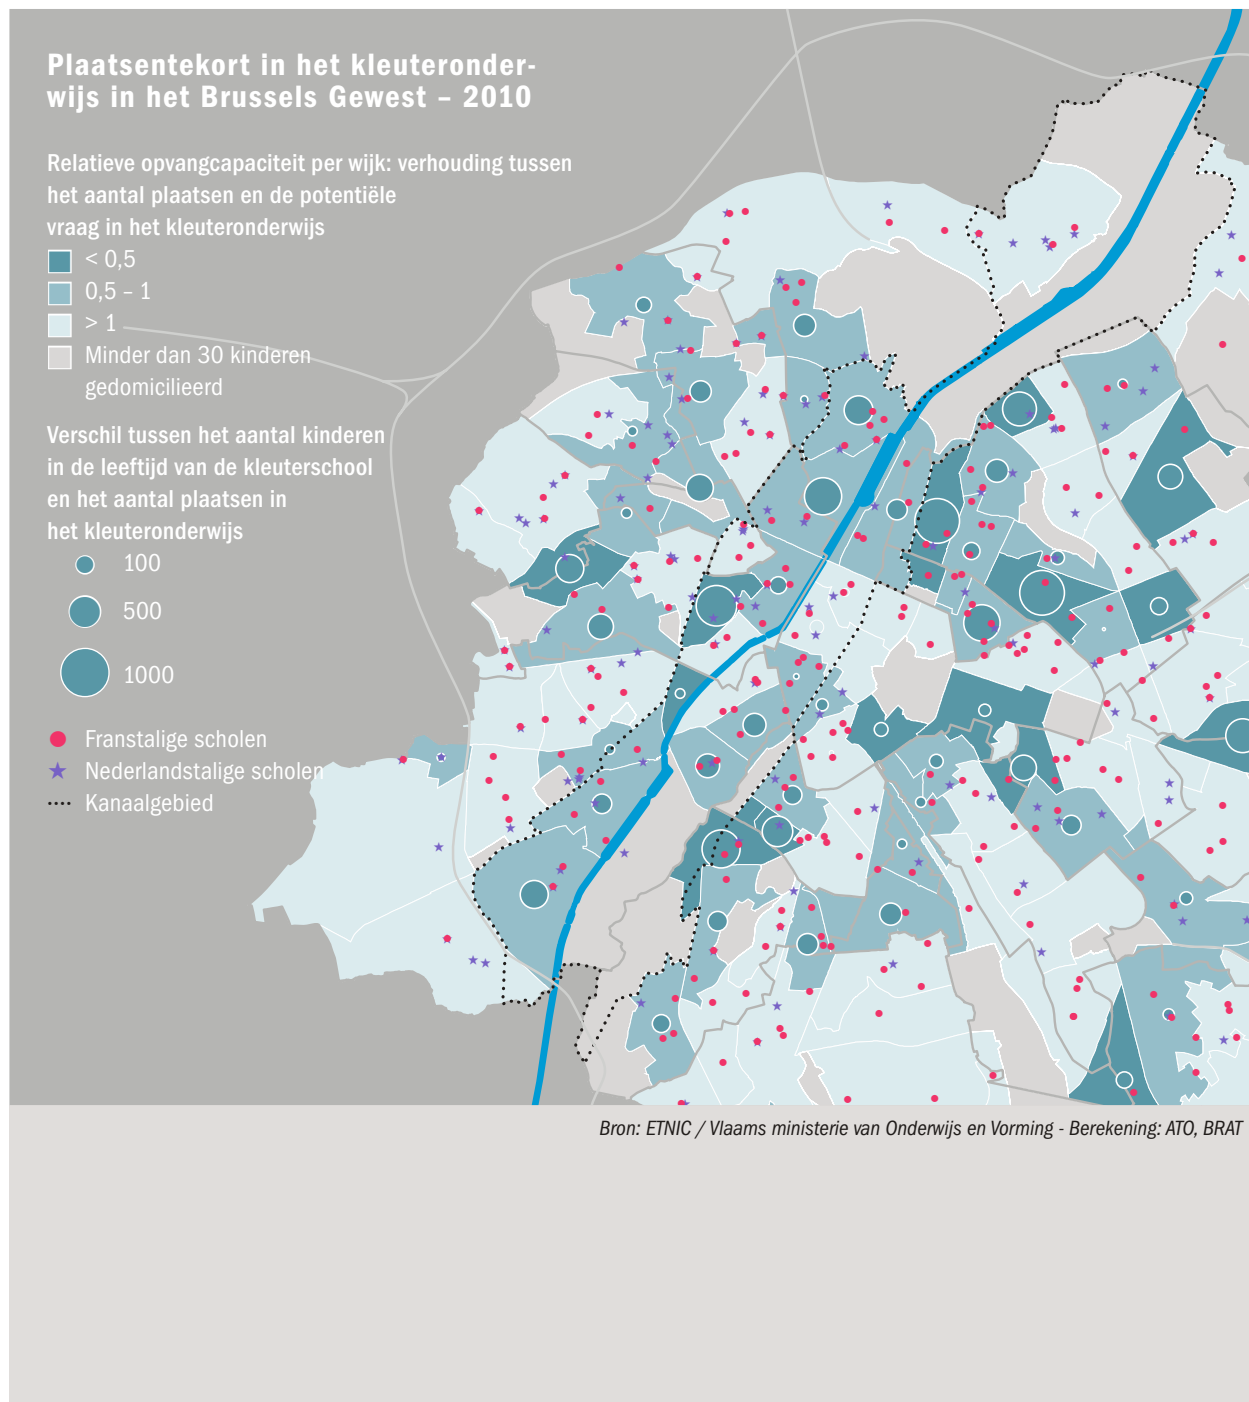 Plaatsentekort in het kleuteronder-
wijs in het Brussels Gewest – 2010
Relatieve opvangcapaciteit per wijk: verhouding tussen
het aantal plaatsen en de potentiële
vraag in het kleuteronderwijs
< 0,5
0,5 – 1
> 1
Minder dan 30 kinderen
gedomicilieerd
Verschil tussen het aantal kinderen
in de leeftijd van de kleuterschool
en het aantal plaatsen in
het kleuteronderwijs
100
500
1000
Franstalige scholen
Nederlandstalige scholen
Kanaalgebied
Bron: ETNIC / Vlaams ministerie van Onderwijs en Vorming - Berekening: ATO, BRAT